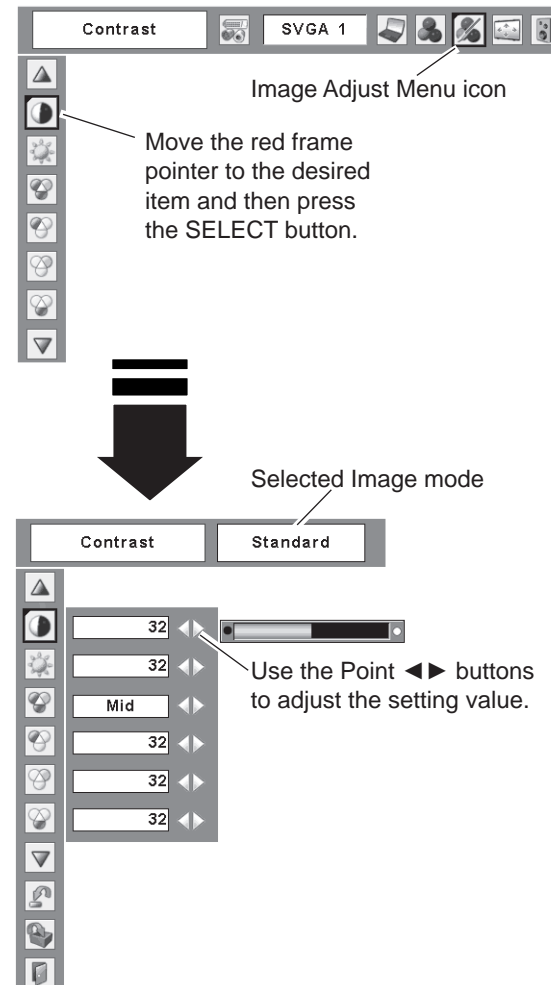 Contrast
SVGA 1
Image Adjust Menu icon
Move the red frame
pointer to the desired
item and then press
the SELECT button.
Selected Image mode
Contrast
Standard
32
32
Mid
32
32
32
Use the Point ◄► buttons
to adjust the setting value.